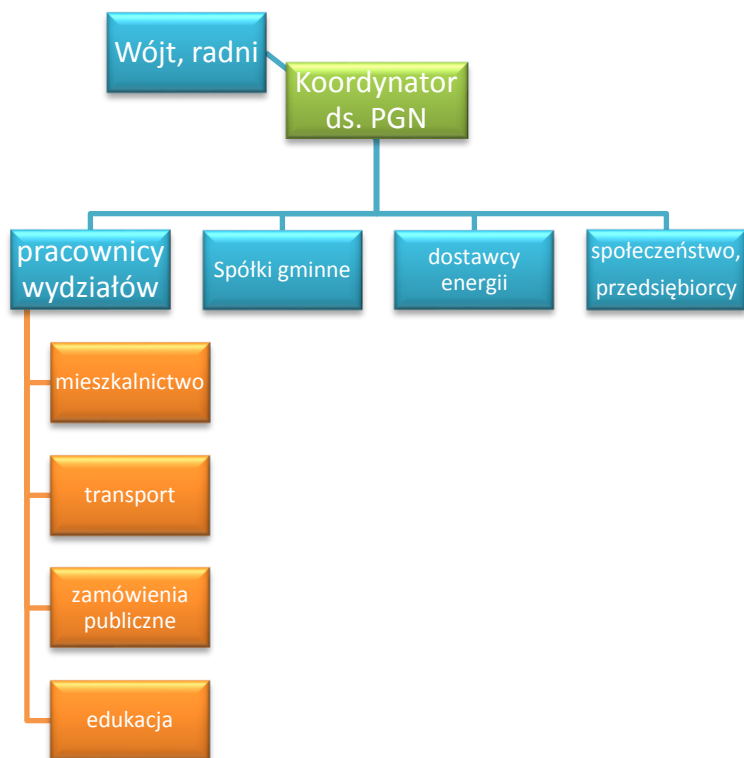 Wójt, radni
Koordynator
ds. PGN
pracownicy
wydziałów
Spółki gminne
dostawcy
energii
społeczeństwo,
przedsiębiorcy
mieszkalnictwo
transport
zamówienia
publiczne
edukacja